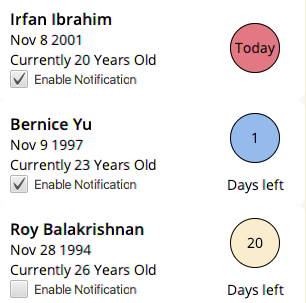 Irfan Ibrahim
Nov 8 2001
Currently 20 Years Old
Enable Notification
Today
Bernice Yu
Nov 9 1997
Currently 23 Years Old
Enable Notification
1
Days left
Roy Balakrishnan
Nov 28 1994
Currently 26 Years Old
Enable Notification
20
Days left